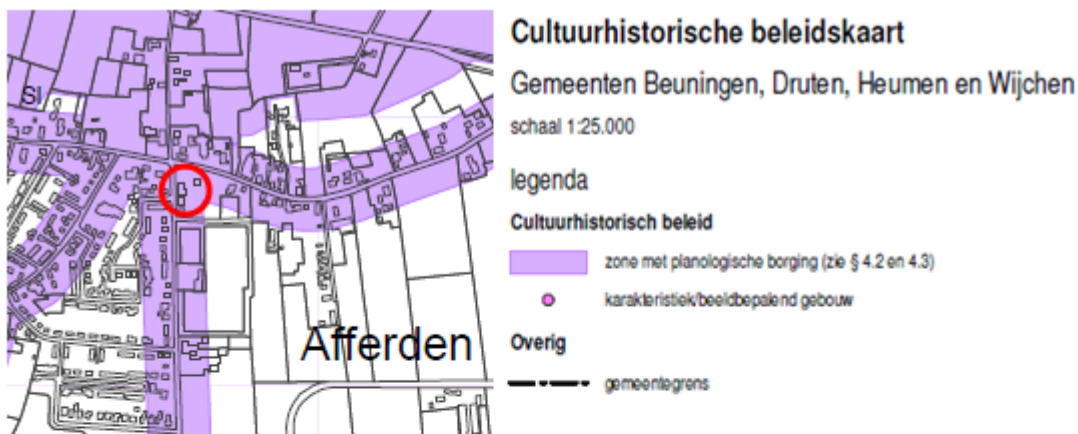 SI
Afferden
Cultuurhistorische beleidskaart
Gemeenten Beuningen, Druten, Heumen en Wijchen
schaal 1:25.000
legenda
Cultuurhistorisch beleid
zone met planologische borging (zie § 4.2 en 4.3)
karakteristiek/beeldbepalend gebouw
Overig
gemeentegrens